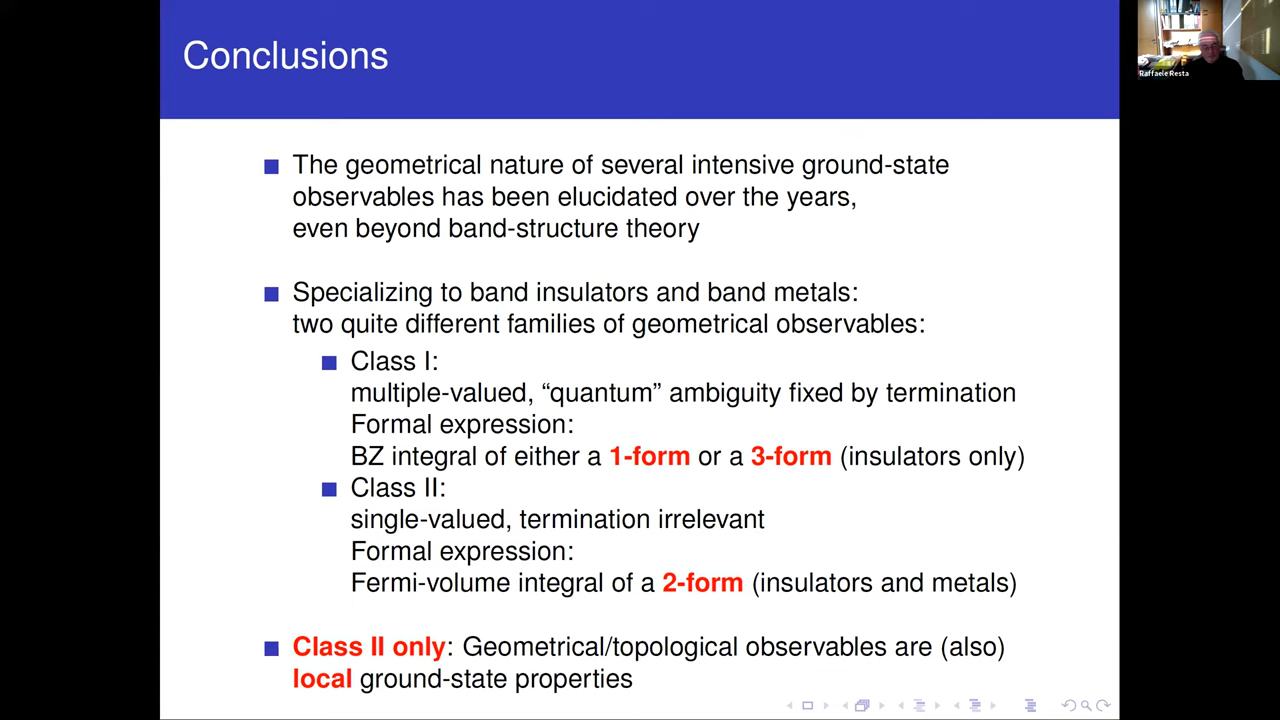 Conclusions
Raffaele Resta
The geometrical nature of several intensive ground-state
observables has been elucidated over the years,
even beyond band-structure theory
Specializing to band insulators and band metals:
two quite different families of geometrical observables:
Class I:
multiple-valued, “quantum” ambiguity fixed by termination
Formal expression:
BZ integral of either a 1-form or a 3-form (insulators only)
Class II:
single-valued, termination irrelevant
Formal expression:
Fermi-volume integral of a 2-form (insulators and metals)
Class II only: Geometrical/topological observables are (also)
local ground-state properties